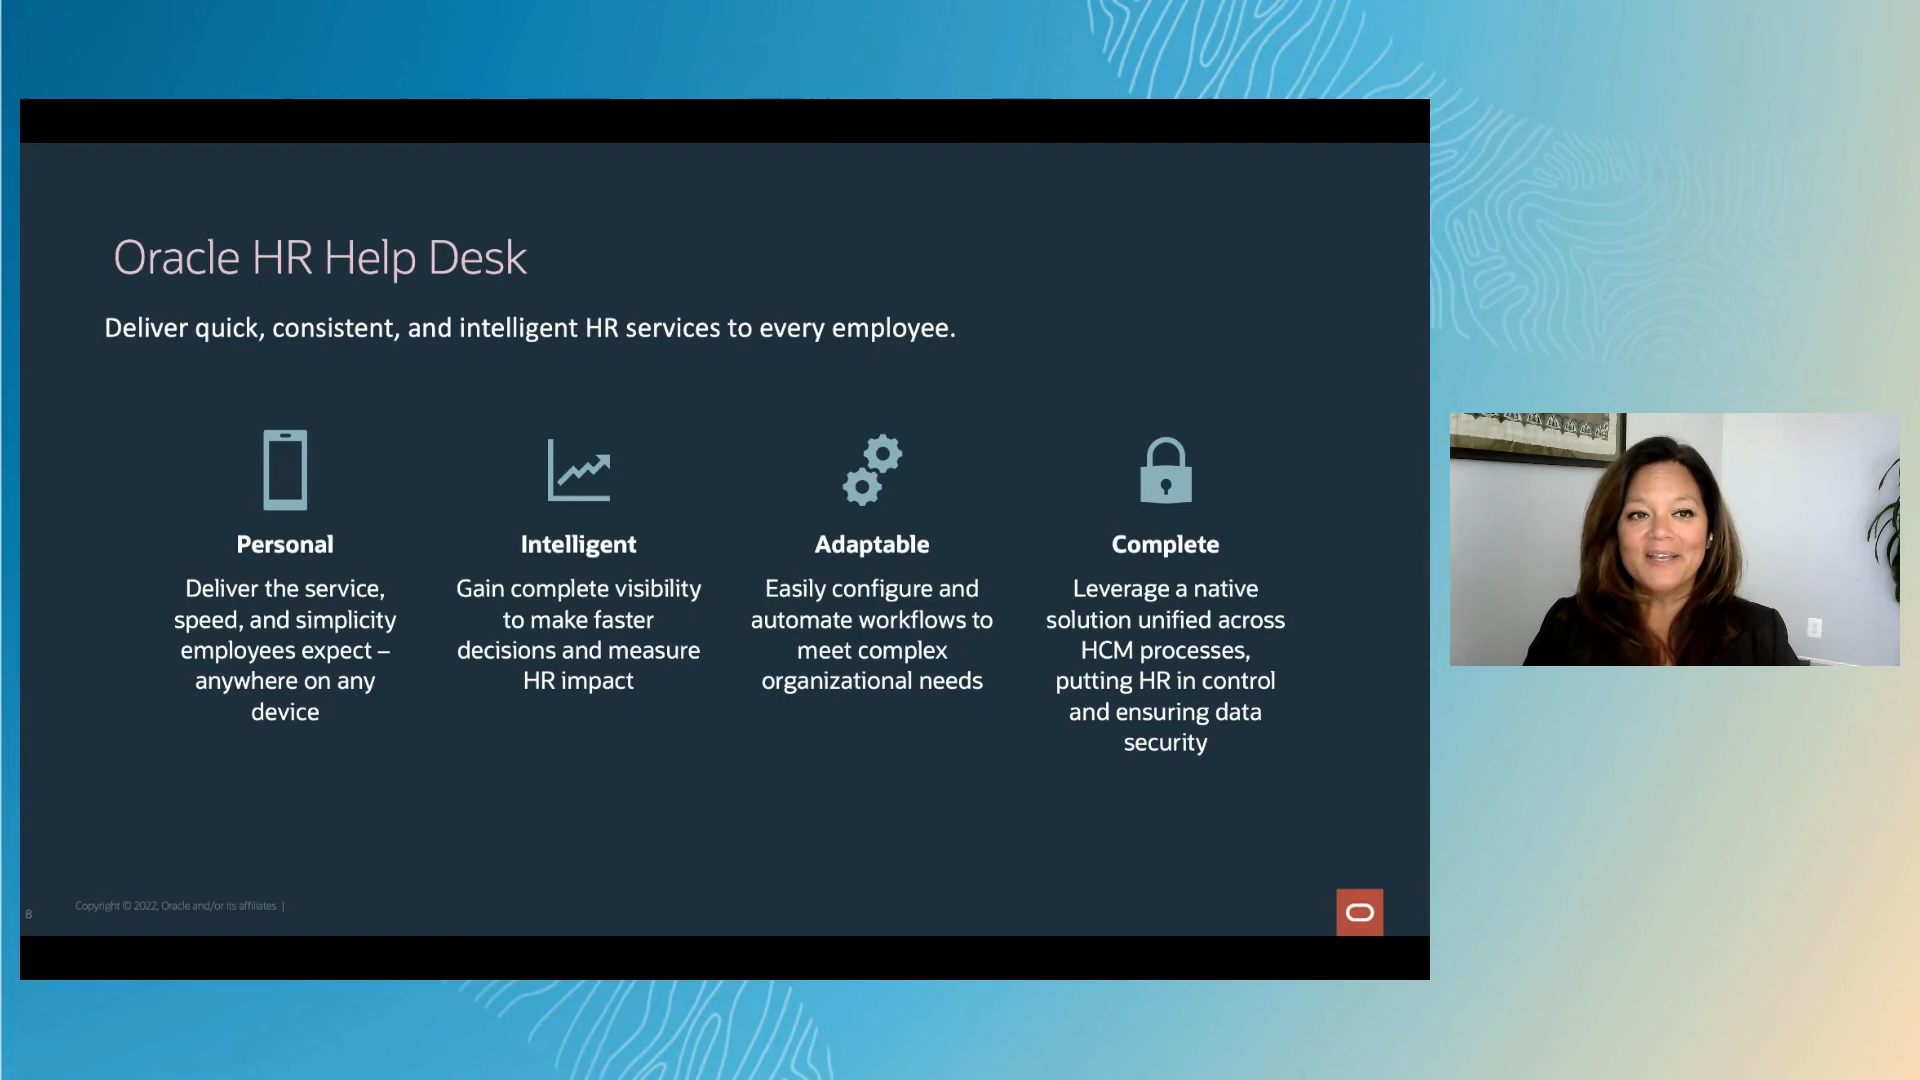 Oracle HR Help Desk
Deliver quick, consistent, and intelligent HR services to every employee.
Personal
Deliver the service,
speed, and simplicity
employees expect –
anywhere on any
device
Intelligent
Gain complete visibility
to make faster
decisions and measure
HR impact
Adaptable
Easily configure and
automate workflows to
meet complex
organizational needs
Complete
Leverage a native
solution unified across
HCM processes,
putting HR in control
and ensuring data
security
8
Copyright © 2022, Oracle and/or its affiliates |